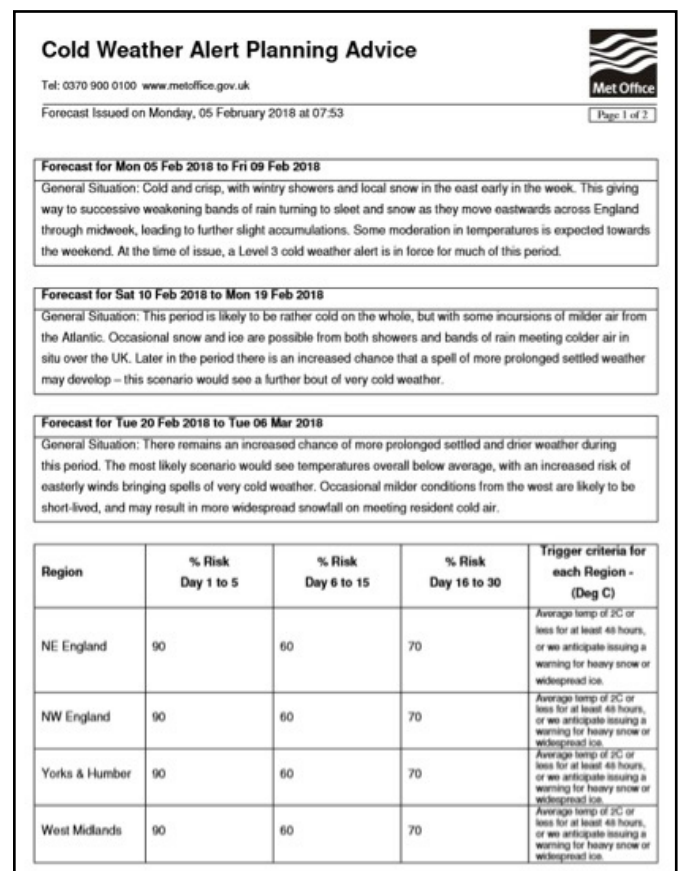 Cold Weather Alert Planning Advice
Tel: 0370 900 0100 www.metoffice.gov.uk
Met Office
Forecast Issued on Monday, 05 February 2018 at 07:53
Page 1 of 2
Forecast for Mon 05 Feb 2018 to Fri 09 Feb 2018
General Situation: Cold and crisp, with wintry showers and local snow in the east early in the week. This giving
way to successive weakening bands of rain turning to sleet and snow as they move eastwards across England
through midweek, leading to further slight accumulations. Some moderation in temperatures is expected towards
the weekend. At the time of issue, a Level 3 cold weather alert is in force for much of this period.
Forecast for Sat 10 Feb 2018 to Mon 19 Feb 2018
General Situation: This period is likely to be rather cold on the whole, but with some incursions of milder air from
the Atlantic. Occasional snow and ice are possible from both showers and bands of rain meeting colder air in
situ over the UK. Later in the period there is an increased chance that a spell of more prolonged settled weather
may develop – this scenario would see a further bout of very cold weather.
Forecast for Tue 20 Feb 2018 to Tue 06 Mar 2018
General Situation: There remains an increased chance of more prolonged settled and drier weather during
this period. The most likely scenario would see temperatures overall below average, with an increased risk of
easterly winds bringing spells of very cold weather. Occasional milder conditions from the west are likely to be
short-lived, and may result in more widespread snowfall on meeting resident cold air.
Region
% Risk
Day 1 to 5
% Risk
Day 6 to 15
% Risk
Day 16 to 30
Trigger criteria for
each Region -
(Deg C)
NE England
90
60
70
Average temp of 2C or
less for at least 48 hours,
or we anticipate issuing a
warning for heavy snow or
widespread ice.
NW England
90
60
70
Average temp of 2C or
less for at least 48 hours,
or we anticipate issuing a
warning for heavy snow or
widespread ice.
Yorks & Humber
90
60
70
Average temp of 2C or
less for at least 48 hours,
or we anticipate issuing a
warning for heavy snow or
widespread ice.
West Midlands
90
60
70
Average temp of 2C or
less for at least 48 hours,
or we anticipate issuing a
warning for heavy snow or
widespread ice.